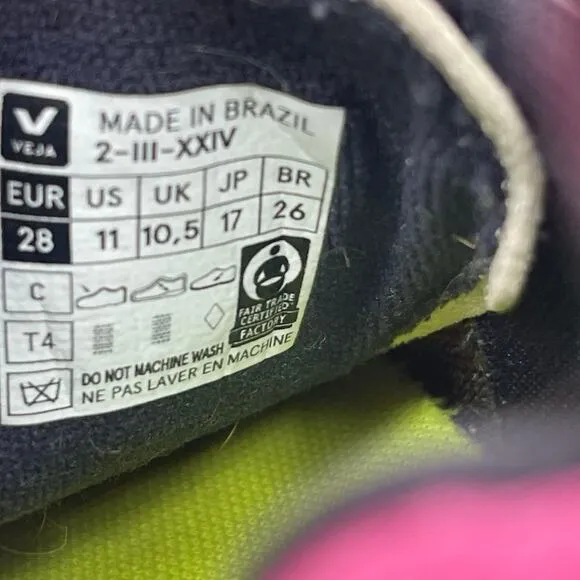 V
VEJA
MADE IN BRAZIL
2-III-XXIV
EUR US UK JP BR
28 11 10,5 17 26
C
T4
FAIR TRADE
CERTIFIED™
FACTORY
DO NOT MACHINE WASH
NE PAS LAVER EN MACHINE